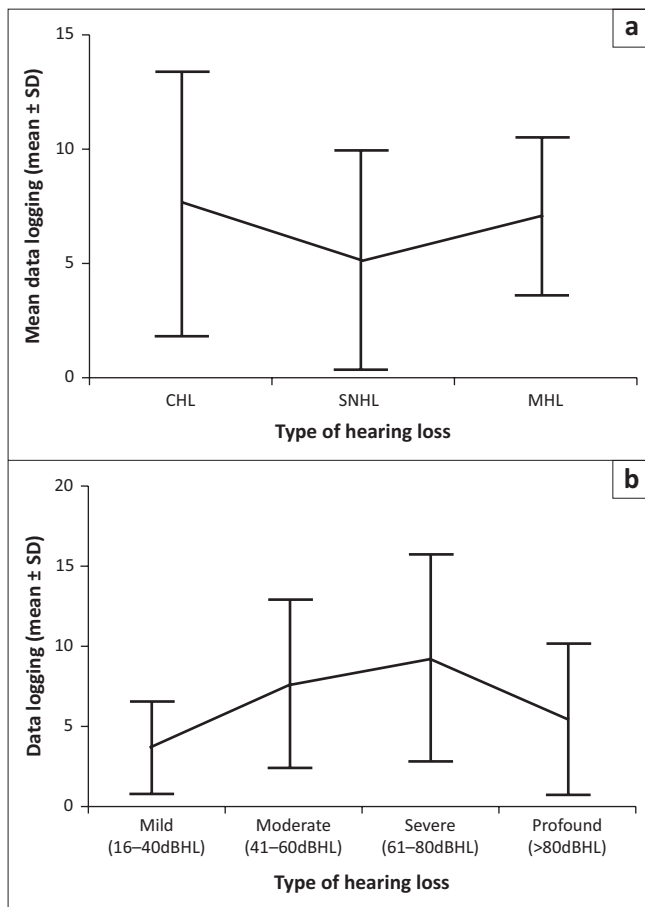 a
Mean data logging (mean ± SD)
15
10
5
0
CHL SNHL MHL
Type of hearing loss
b
Data logging (mean ± SD)
20
15
10
5
0
Mild Moderate Severe Profound
(16–40dBHL) (41–60dBHL) (61–80dBHL) (>80dBHL)
Type of hearing loss